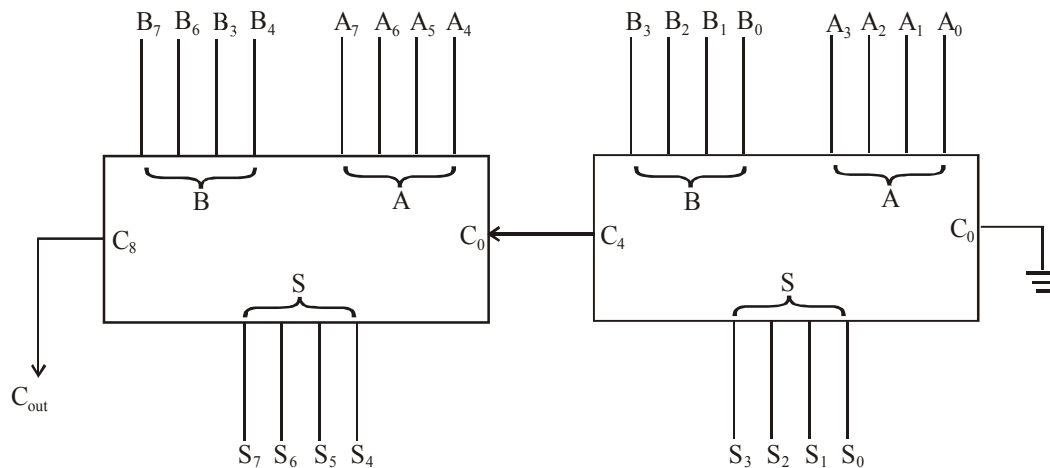 B₇ B₆ B₃ B₄ A₇ A₆ A₅ A₄ B₃ B₂ B₁ B₀ A₃ A₂ A₁ A₀
B A B A
C₈ C₀ C₄ C₀
S S
C_out
S₇ S₆ S₅ S₄ S₃ S₂ S₁ S₀